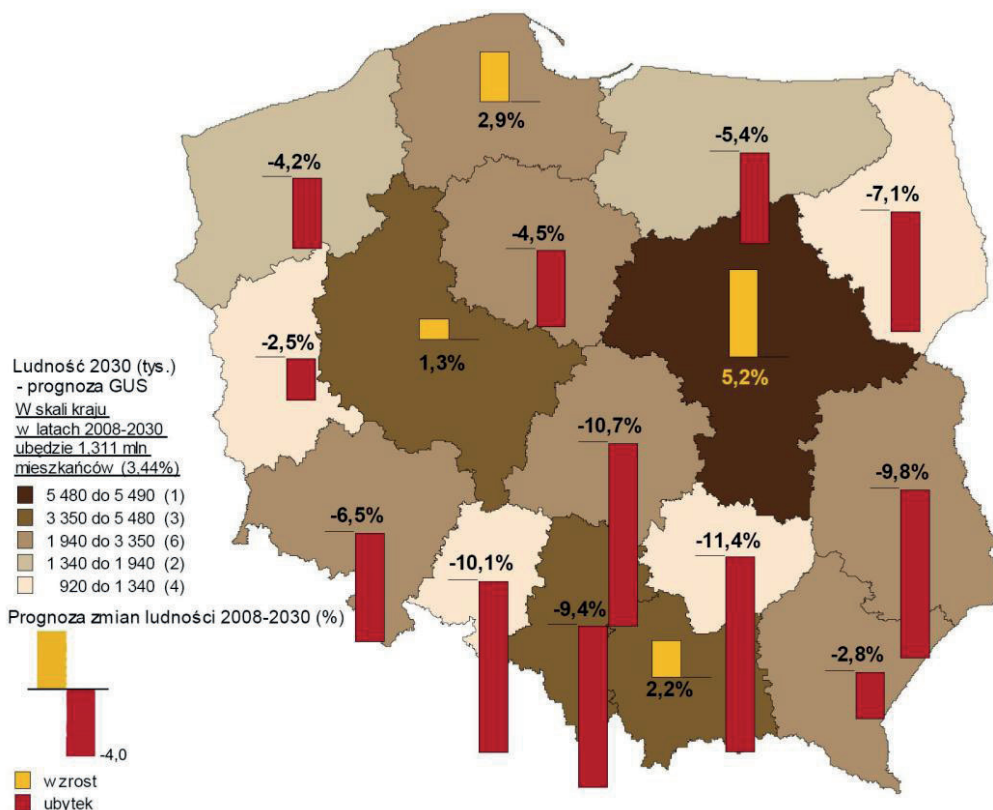 2,9%
-4,2%
-5,4%
-7,1%
-4,5%
5,2%
1,3%
-2,5%
-10,7%
-9,8%
-6,5%
-11,4%
-10,1%
-9,4%
2,2%
-2,8%
Ludność 2030 (tys.)
- prognoza GUS
W skali kraju
w latach 2008-2030
ubędzie 1,311 mln
mieszkańców (3,44%)
5 480 do 5 490 (1)
3 350 do 5 480 (3)
1 940 do 3 350 (6)
1 340 do 1 940 (2)
920 do 1 340 (4)
Prognoza zmian ludności 2008-2030 (%)
-4,0
wzrost
ubytek